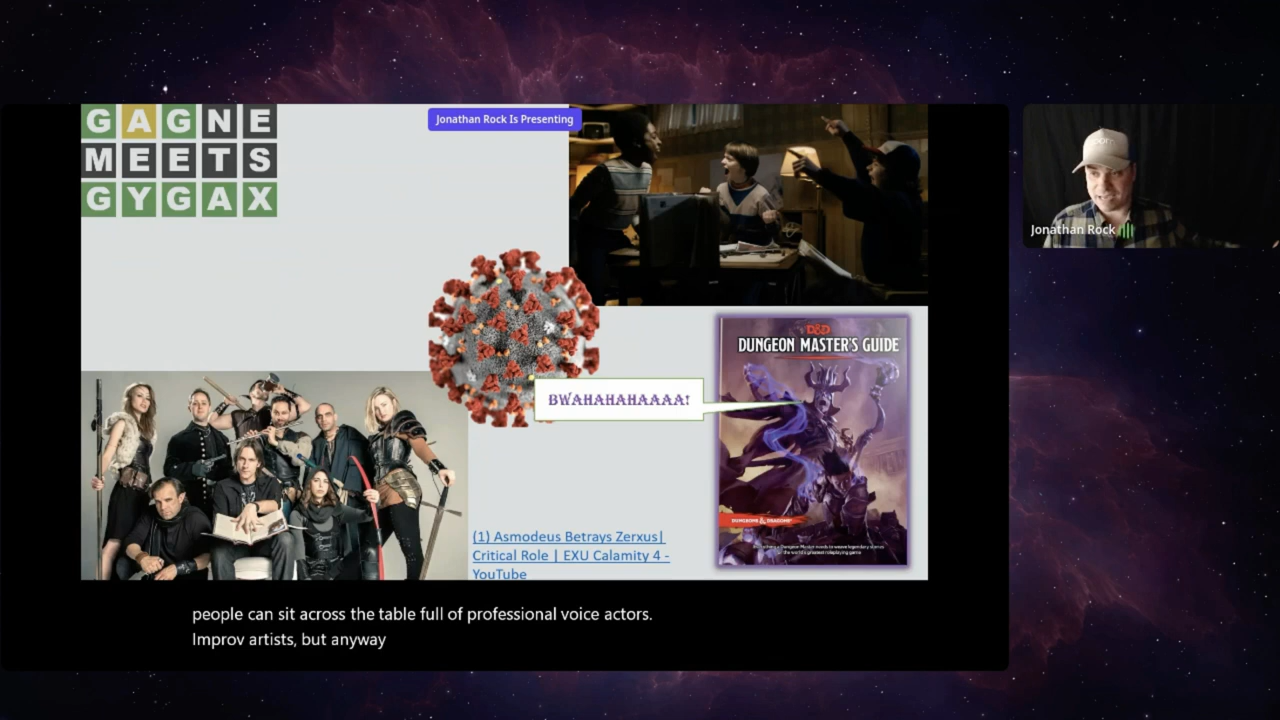 GAGNE
MEETS
GYGAX
Jonathan Rock Is Presenting
Jonathan Rock
BWAHAHAHAAAA!
D&D
DUNGEON MASTER'S GUIDE
DUNGEONS & DRAGONS
(1) Asmodeus Betrays Zerxus|
Critical Role | EXU Calamity 4 -
YouTube
people can sit across the table full of professional voice actors.
Improv artists, but anyway